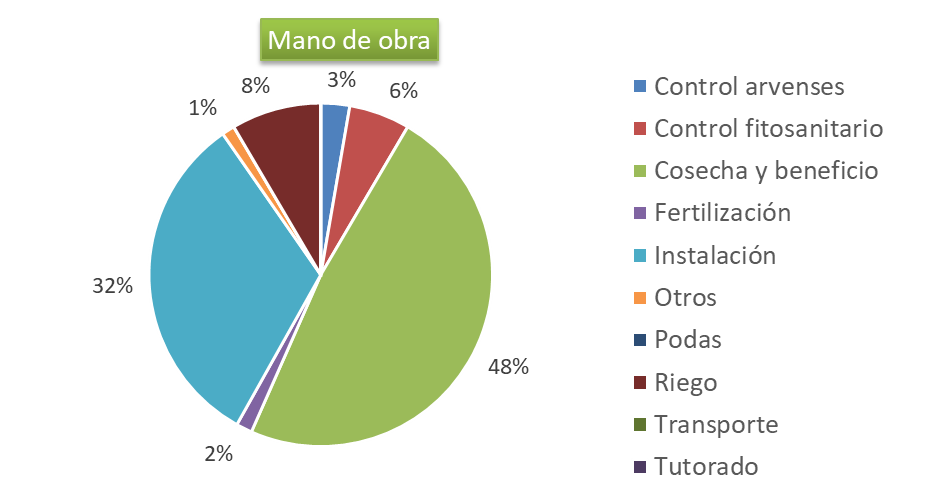 Mano de obra
3%
6%
48%
2%
32%
1%
8%
Control arvenses
Control fitosanitario
Cosecha y beneficio
Fertilización
Instalación
Otros
Podas
Riego
Transporte
Tutorado